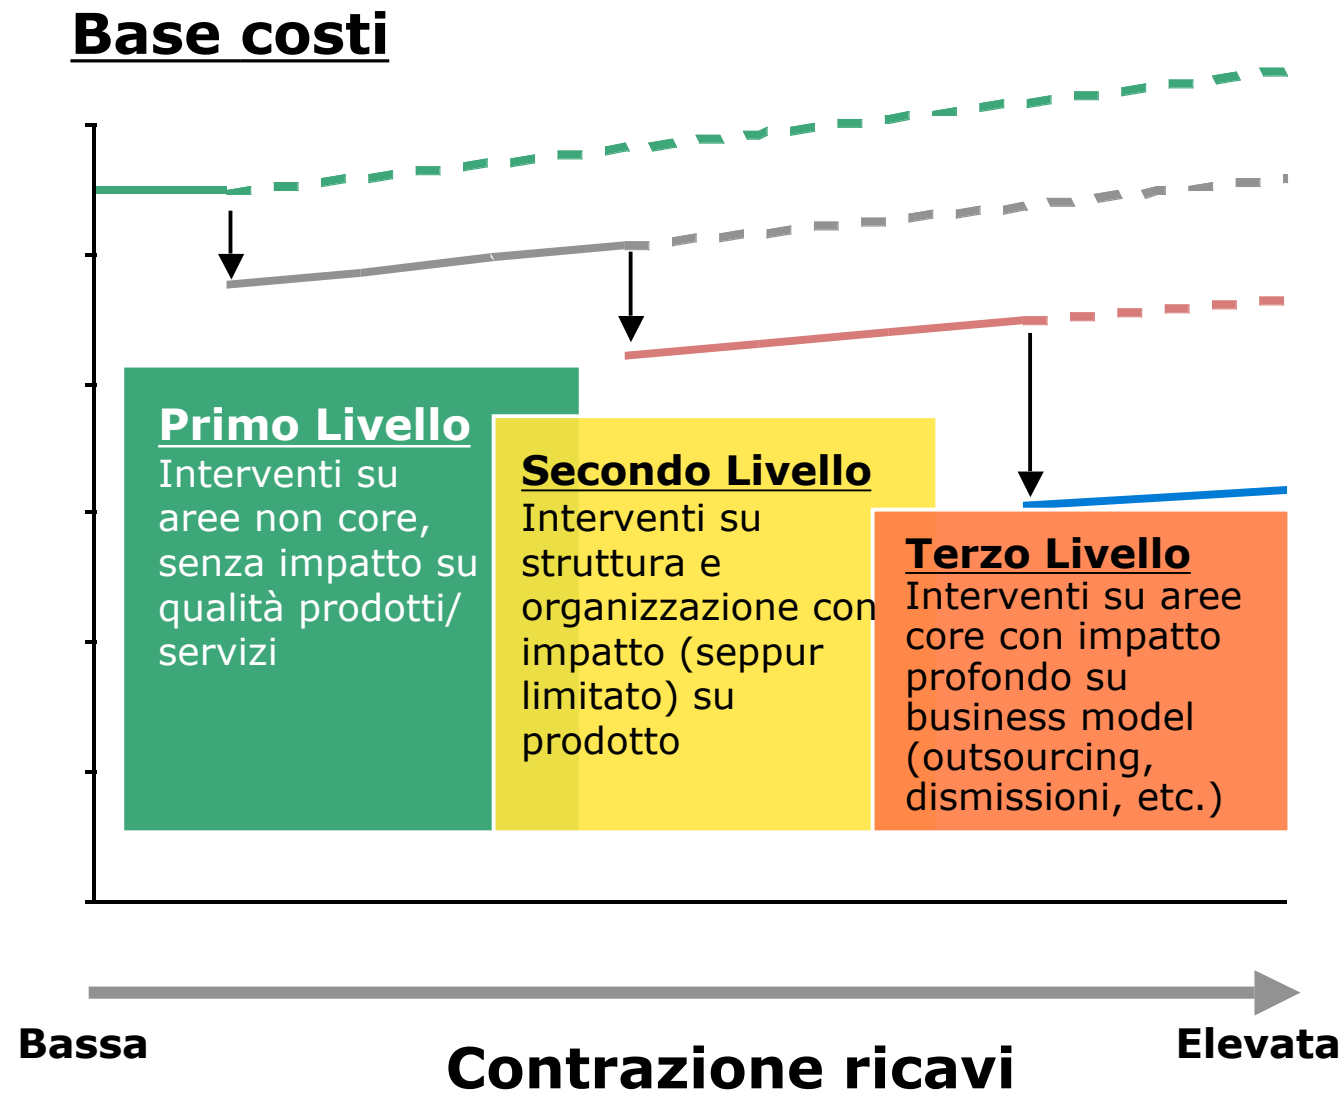 Base costi
Primo Livello
Interventi su
aree non core,
senza impatto su
qualità prodotti/
servizi
Secondo Livello
Interventi su
struttura e
organizzazione con
impatto (seppur
limitato) su
prodotto
Terzo Livello
Interventi su aree
core con impatto
profondo su
business model
(outsourcing,
dismissioni, etc.)
Bassa
Contrazione ricavi
Elevata